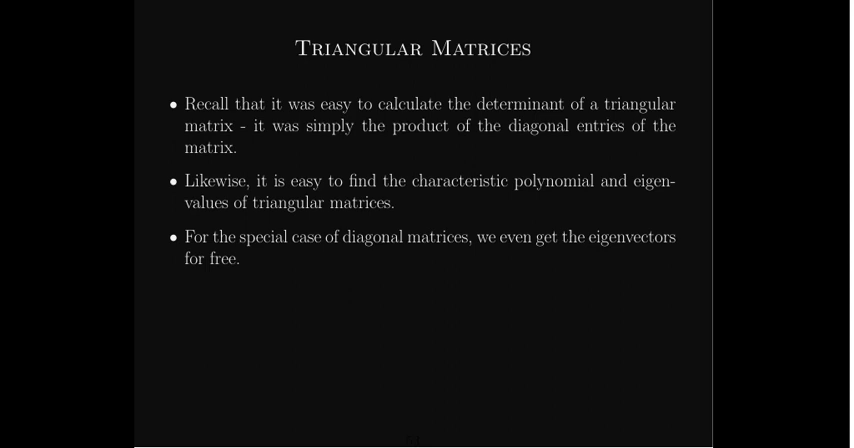 Triangular Matrices
• Recall that it was easy to calculate the determinant of a triangular
matrix - it was simply the product of the diagonal entries of the
matrix.
• Likewise, it is easy to find the characteristic polynomial and eigen-
values of triangular matrices.
• For the special case of diagonal matrices, we even get the eigenvectors
for free.